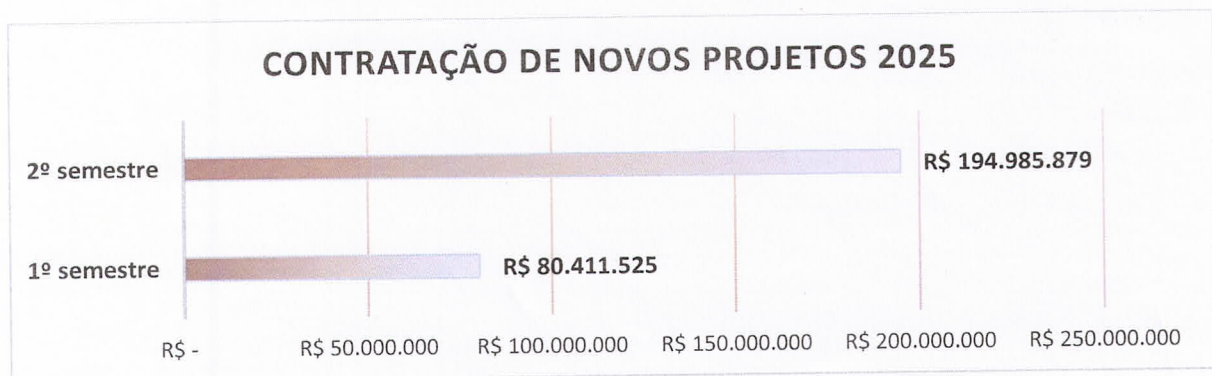 CONTRATAÇÃO DE NOVOS PROJETOS 2025
2º semestre R$ 194.985.879
1º semestre R$ 80.411.525
R$ - R$ 50.000.000 R$ 100.000.000 R$ 150.000.000 R$ 200.000.000 R$ 250.000.000